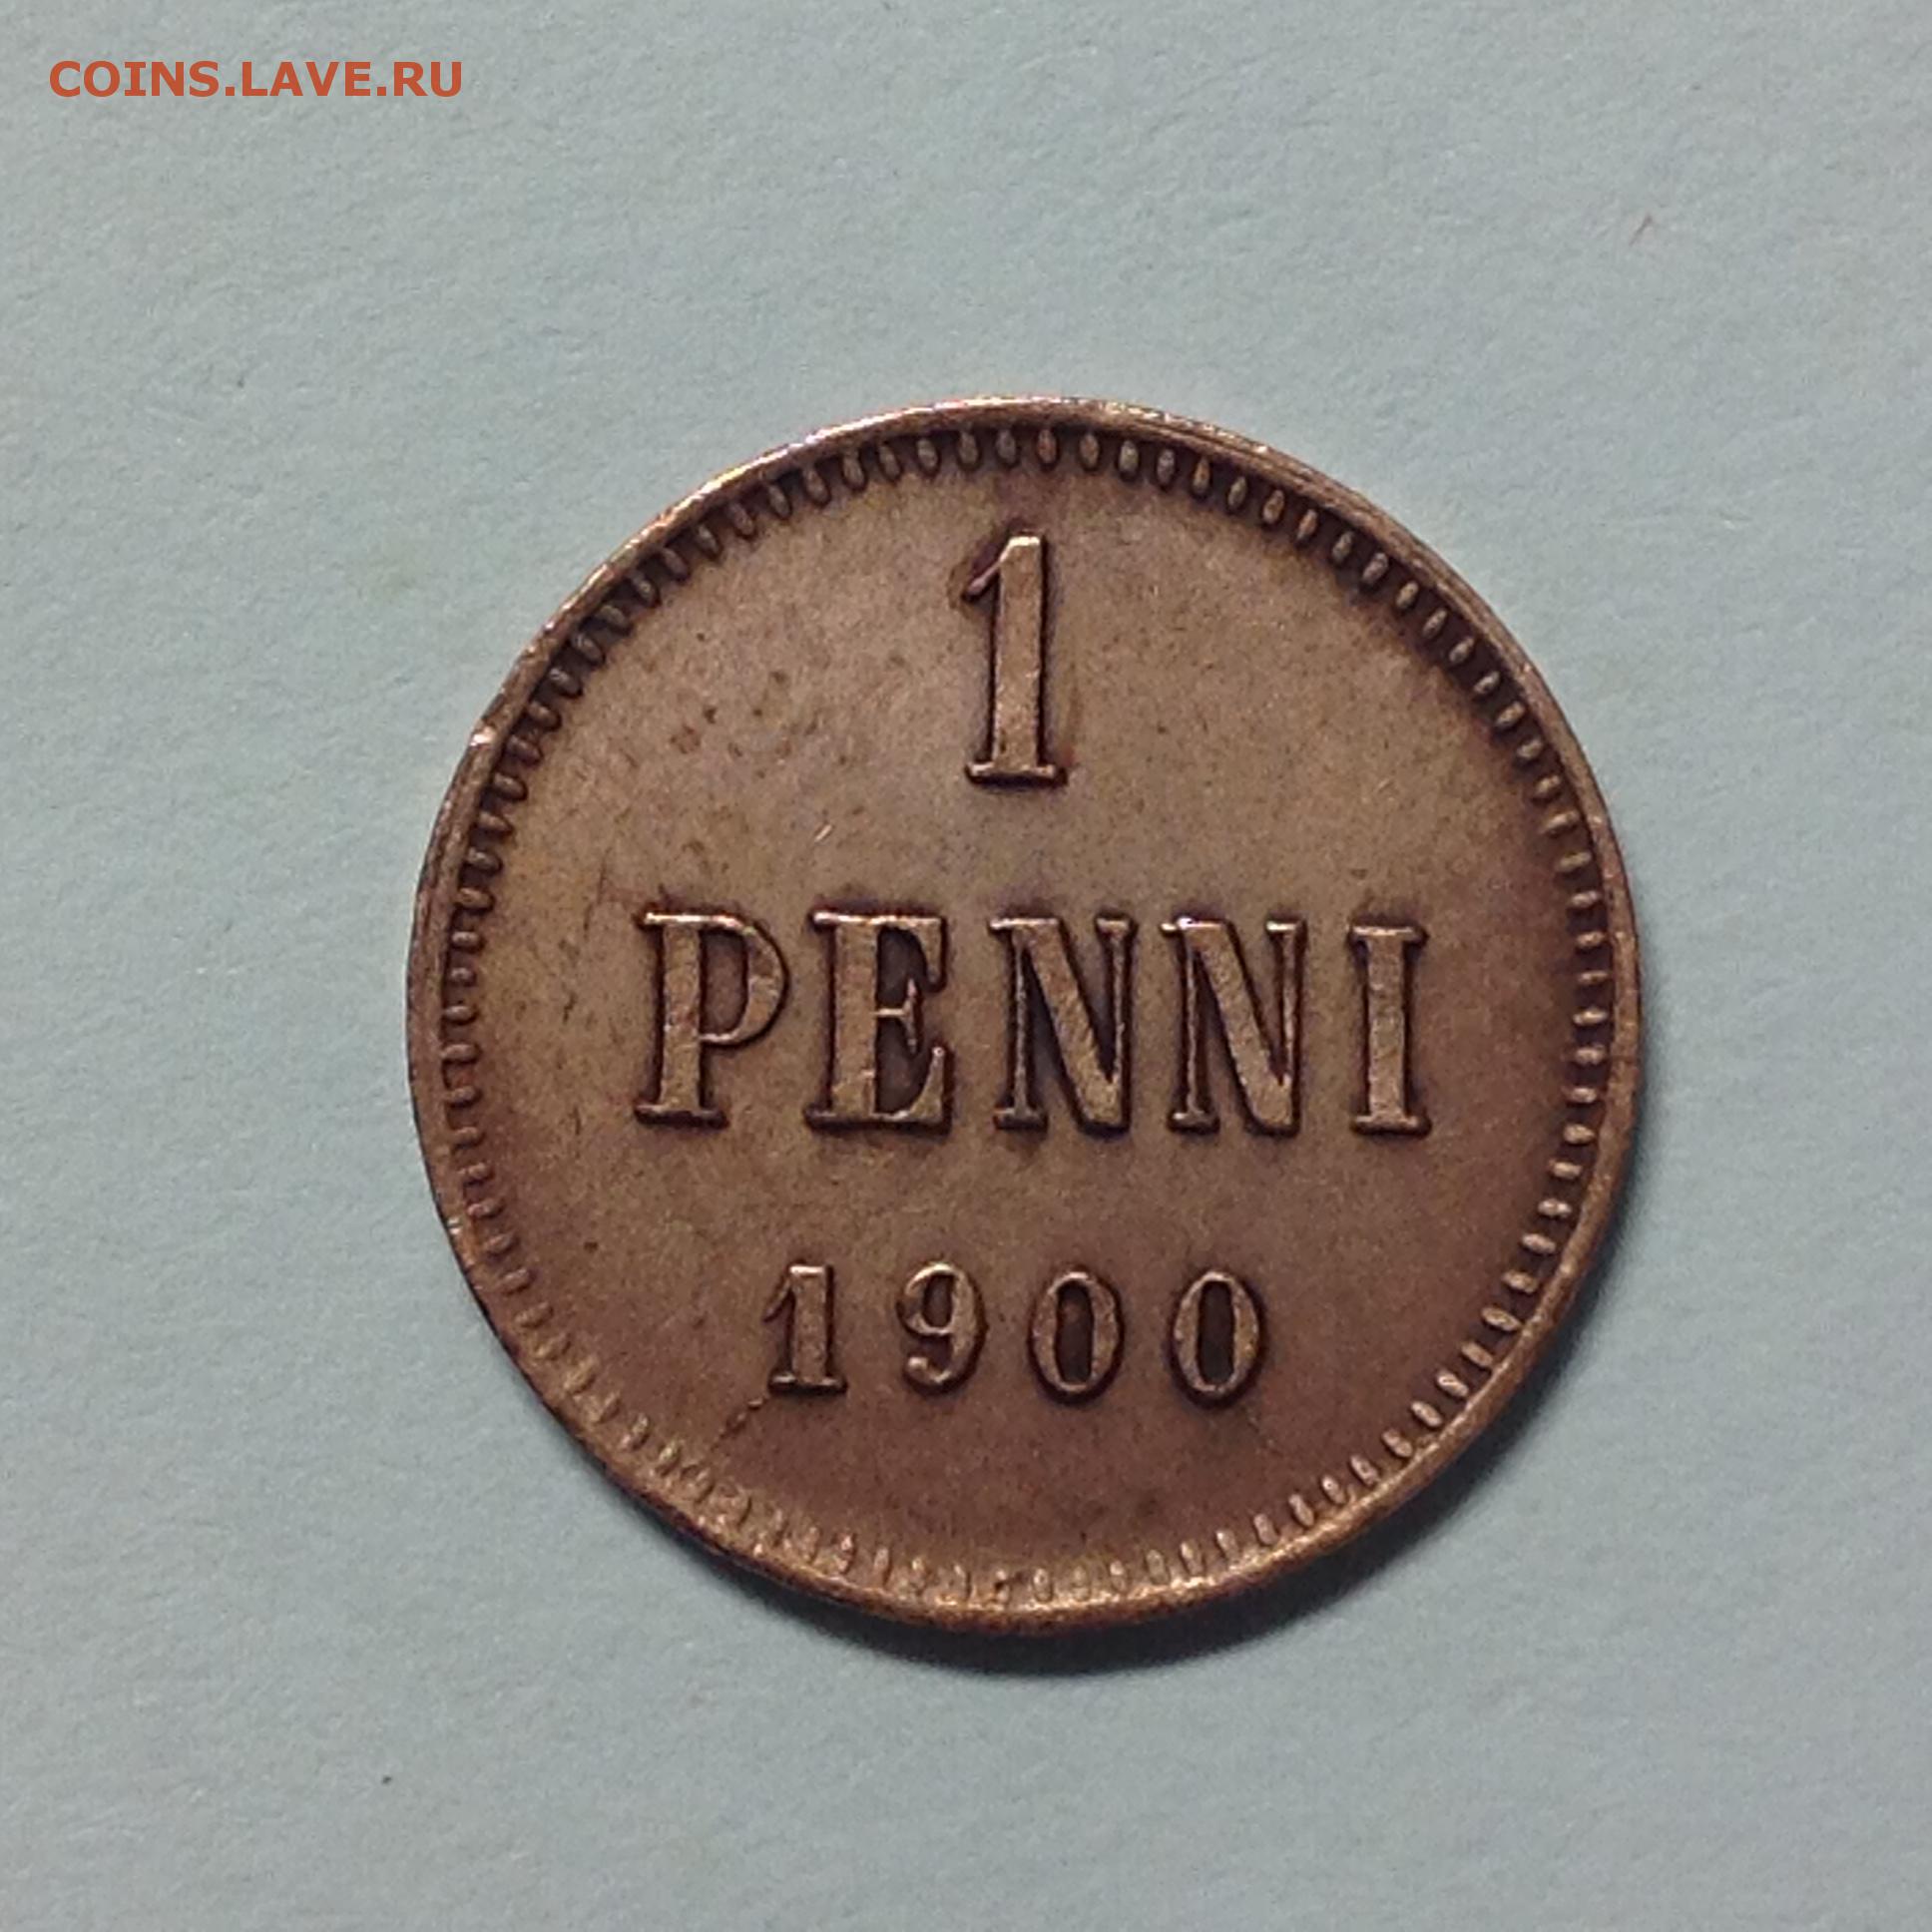 COINS.LAVE.RU
1
PENNI
1900